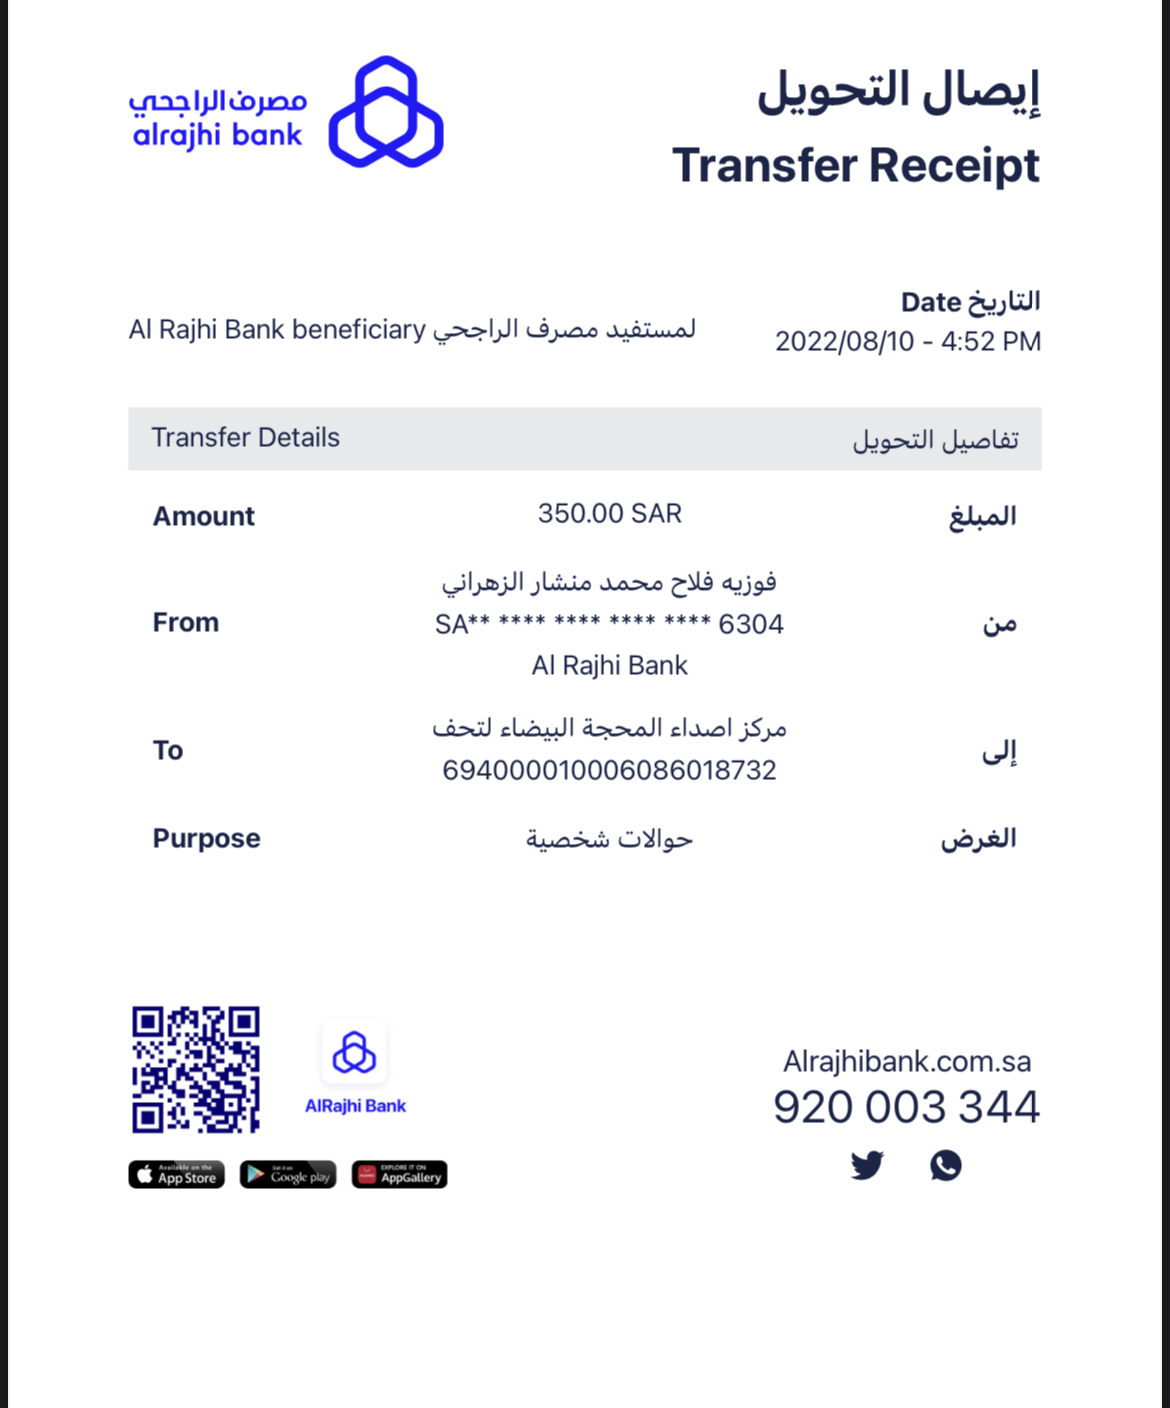 مصرف الراجحي
alrajhi bank
إيصال التحويل
Transfer Receipt
التاريخ Date
2022/08/10 - 4:52 PM
Al Rajhi Bank beneficiary لمستفيد مصرف الراجحي
Transfer Details تفاصيل التحويل
Amount 350.00 SAR المبلغ
فوزيه فلاح محمد منشار الزهراني
From SA** **** **** **** **** 6304 من
Al Rajhi Bank
مركز اصداء المحجة البيضاء لتحف
To إلى
694000010006086018732
Purpose حوالات شخصية الغرض
AlRajhi Bank
Available on the
App Store
Get it on
Google play
EXPLORE IT ON
AppGallery
Alrajhibank.com.sa
920 003 344